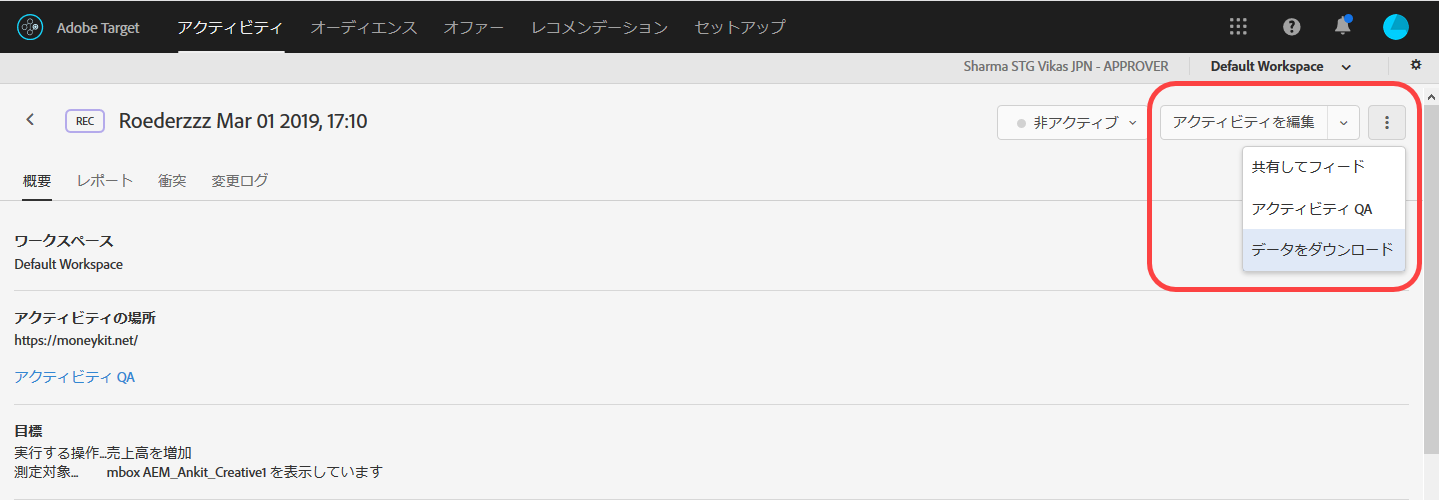 Adobe Target アクティビティ オーディエンス オファー レコメンデーション セットアップ
Sharma STG Vikas JPN - APPROVER Default Workspace
REC Roederzzz Mar 01 2019, 17:10 非アクティブ アクティビティを編集
共有してフィード
アクティビティ QA
データをダウンロード
概要 レポート 衝突 変更ログ
ワークスペース
Default Workspace
アクティビティの場所
https://moneykit.net/
アクティビティ QA
目標
実行する操作... 売上高を増加
測定対象... mbox AEM_Ankit_Creative1 を表示しています